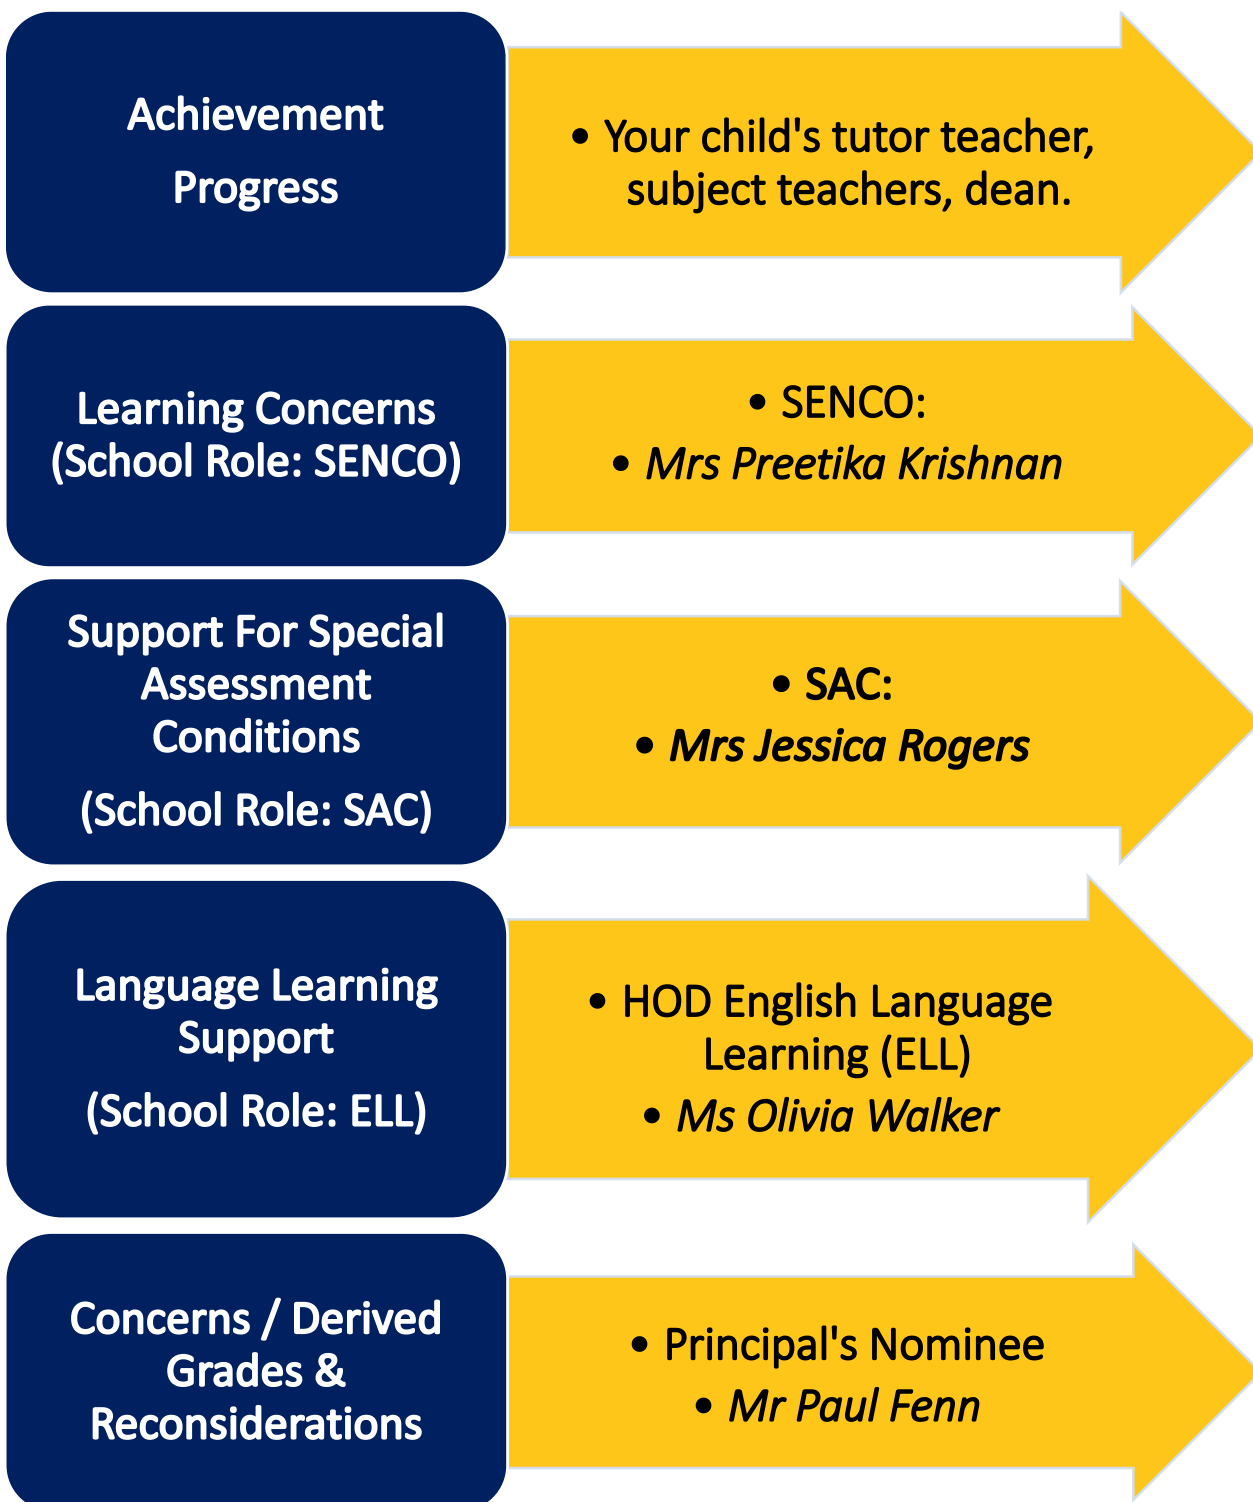 Achievement
Progress
• Your child's tutor teacher,
subject teachers, dean.
Learning Concerns
(School Role: SENCO)
• SENCO:
• Mrs Preetika Krishnan
Support For Special
Assessment
Conditions
(School Role: SAC)
• SAC:
• Mrs Jessica Rogers
Language Learning
Support
(School Role: ELL)
• HOD English Language
Learning (ELL)
• Ms Olivia Walker
Concerns / Derived
Grades &
Reconsiderations
• Principal's Nominee
• Mr Paul Fenn